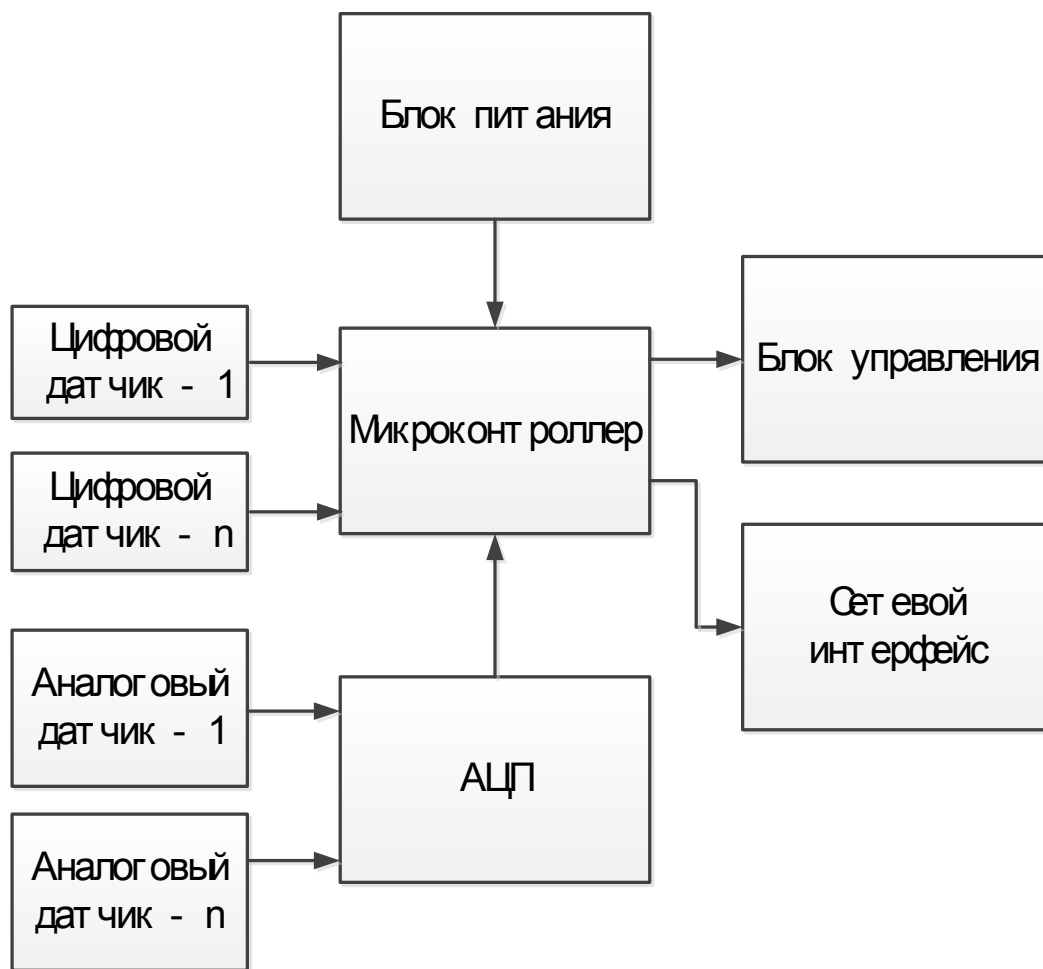 Блок питания
Цифровой
датчик - 1
Блок управления
Микроконтроллер
Цифровой
датчик - n
Сетевой
интерфейс
Аналоговый
датчик - 1
АЦП
Аналоговый
датчик - n